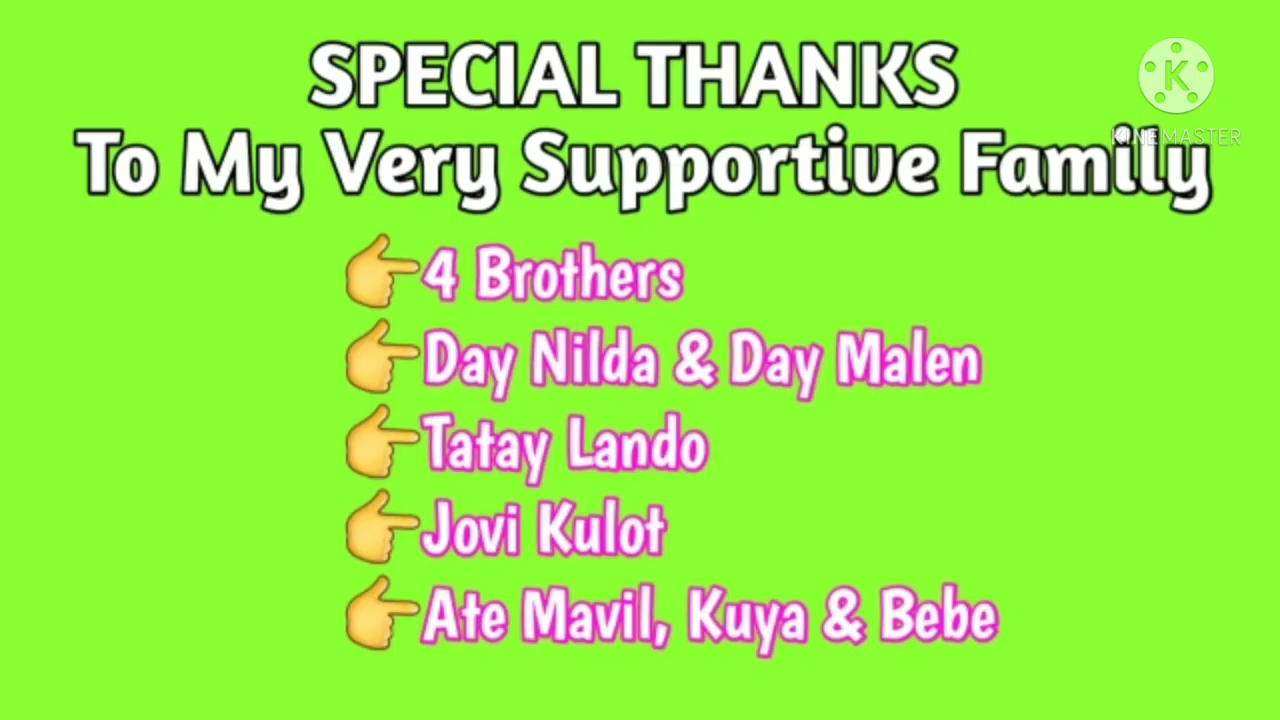 SPECIAL THANKS
To My Very Supportive Family
KINEMASTER
👉4 Brothers
👉Day Nilda & Day Malen
👉Tatay Lando
👉Jovi Kulot
👉Ate Mavil, Kuya & Bebe